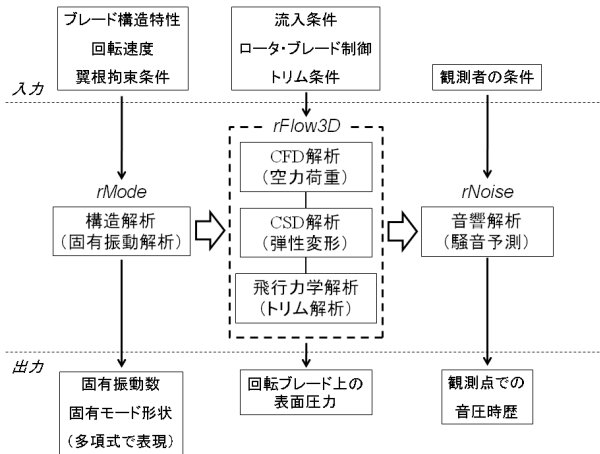 ブレード構造特性
回転速度
翼根拘束条件
流入条件
ロータ・ブレード制御
トリム条件
観測者の条件
入力
rFlow3D
CFD解析
（空力荷重）
rMode
構造解析
（固有振動解析）
CSD解析
（弾性変形）
rNoise
音響解析
（騒音予測）
飛行力学解析
（トリム解析）
出力
固有振動数
固有モード形状
（多項式で表現）
回転ブレード上の
表面圧力
観測点での
音圧時歴